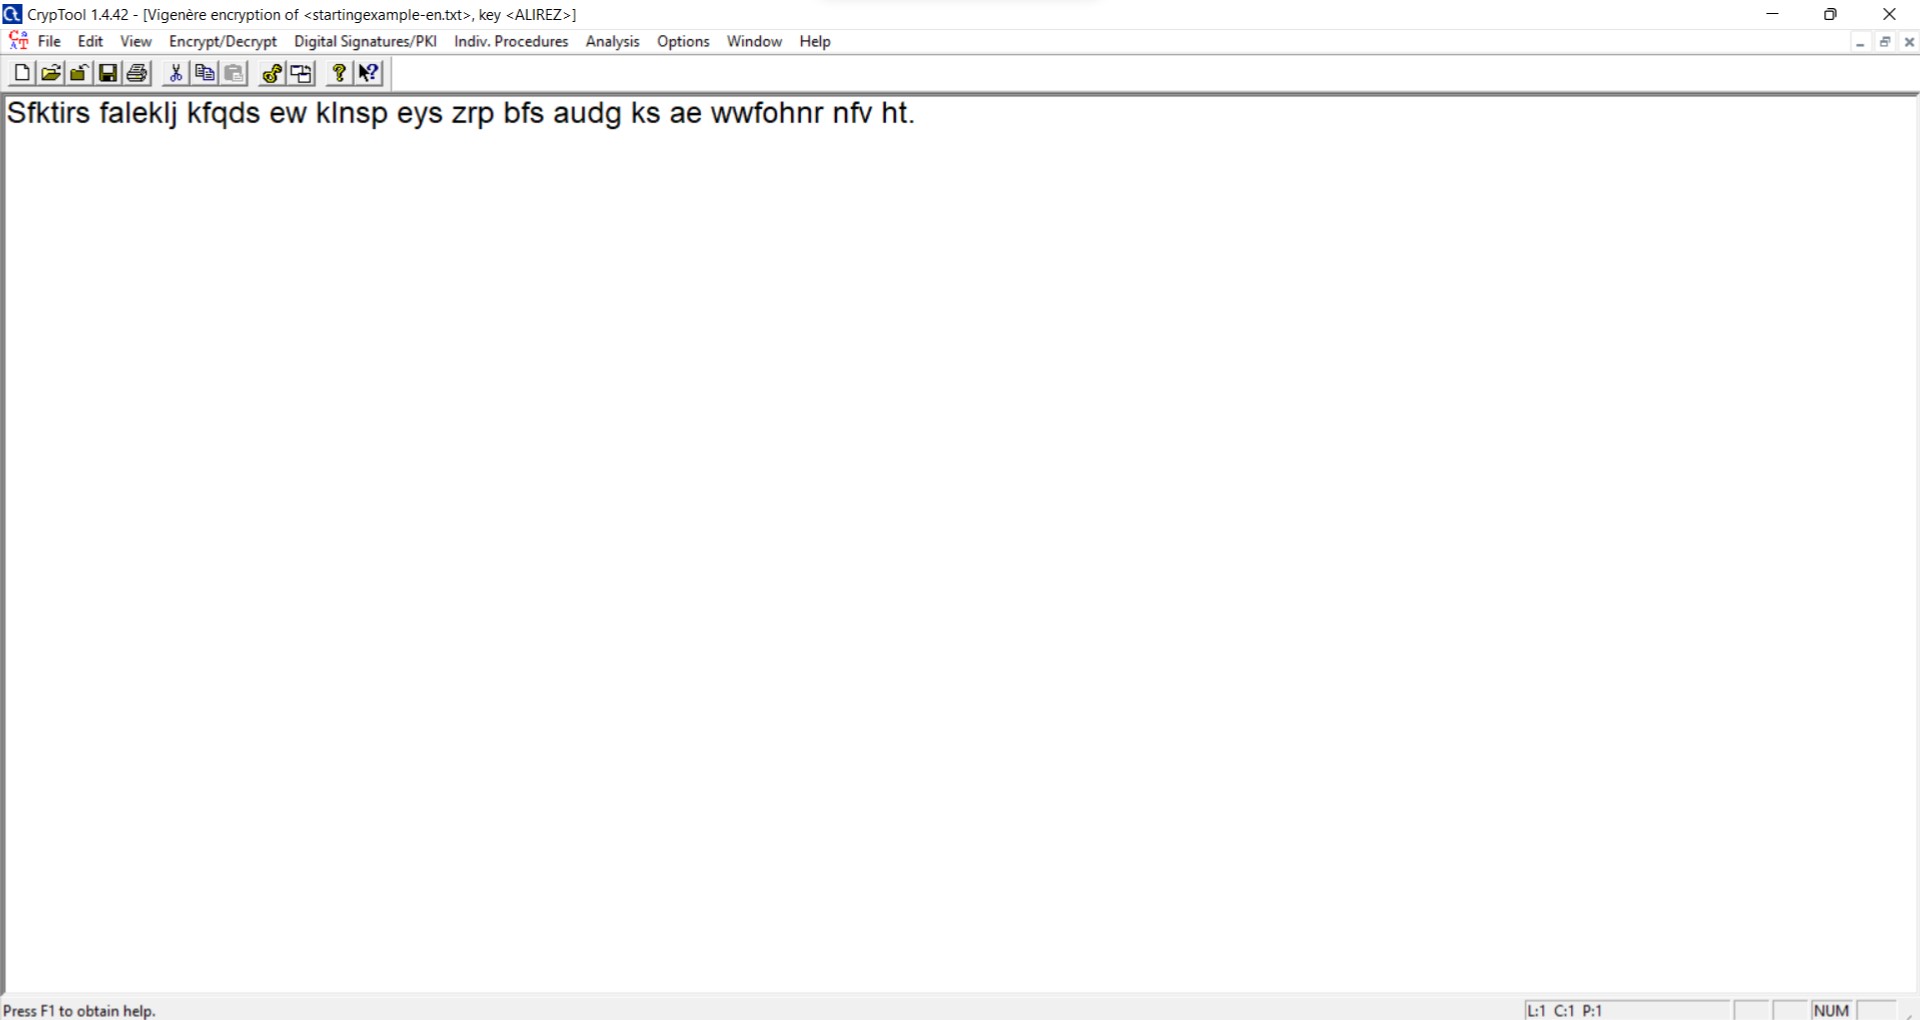 CrypTool 1.4.42 - [Vigenère encryption of <startingexample-en.txt>, key <ALIREZ>]
File Edit View Encrypt/Decrypt Digital Signatures/PKI Indiv. Procedures Analysis Options Window Help
Sfktirs faleklj kfqds ew klnsp eys zrp bfs audg ks ae wwfohnr nfv ht.
Press F1 to obtain help. L:1 C:1 P:1 NUM